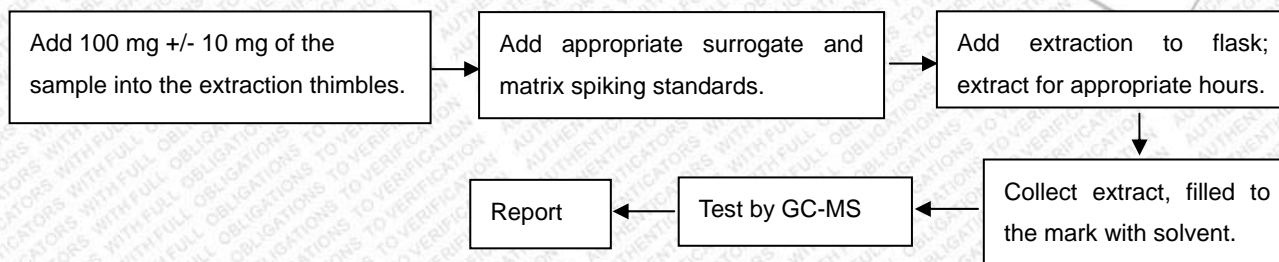 Add 100 mg +/- 10 mg of the
sample into the extraction thimbles.
Add appropriate surrogate and
matrix spiking standards.
Add extraction to flask;
extract for appropriate hours.
Collect extract, filled to
the mark with solvent.
Test by GC-MS
Report